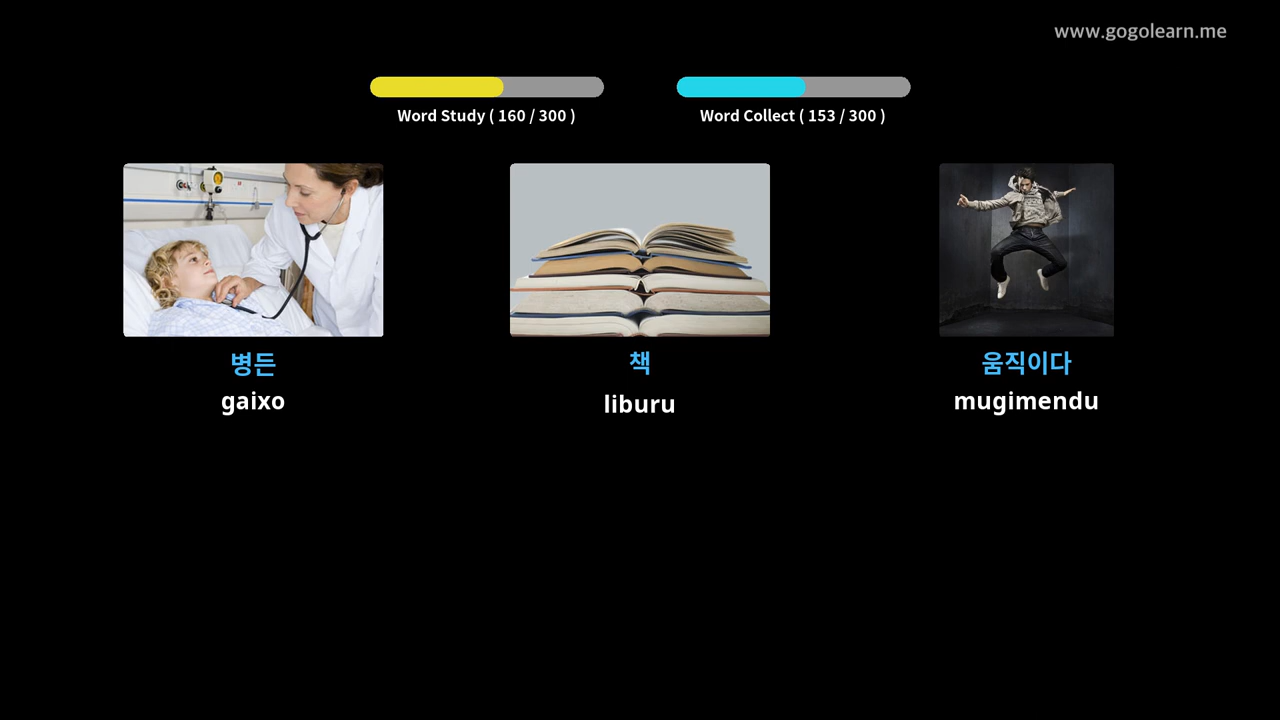 www.gogolearn.me
Word Study ( 160 / 300 )
Word Collect ( 153 / 300 )
병든
책
움직이다
gaixo
liburu
mugimendu